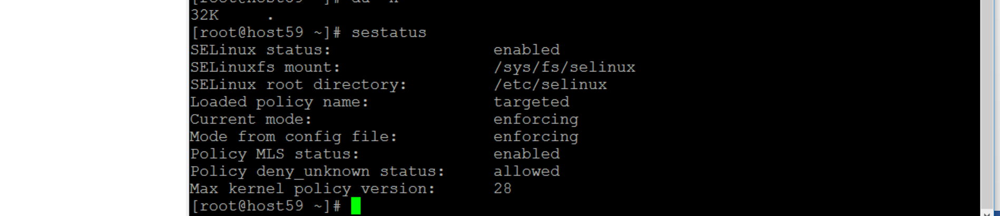 [root@host59 ~]# du -h
32K     .
[root@host59 ~]# sestatus
SELinux status:                 enabled
SELinuxfs mount:                /sys/fs/selinux
SELinux root directory:         /etc/selinux
Loaded policy name:             targeted
Current mode:                   enforcing
Mode from config file:          enforcing
Policy MLS status:              enabled
Policy deny_unknown status:     allowed
Max kernel policy version:      28
[root@host59 ~]#